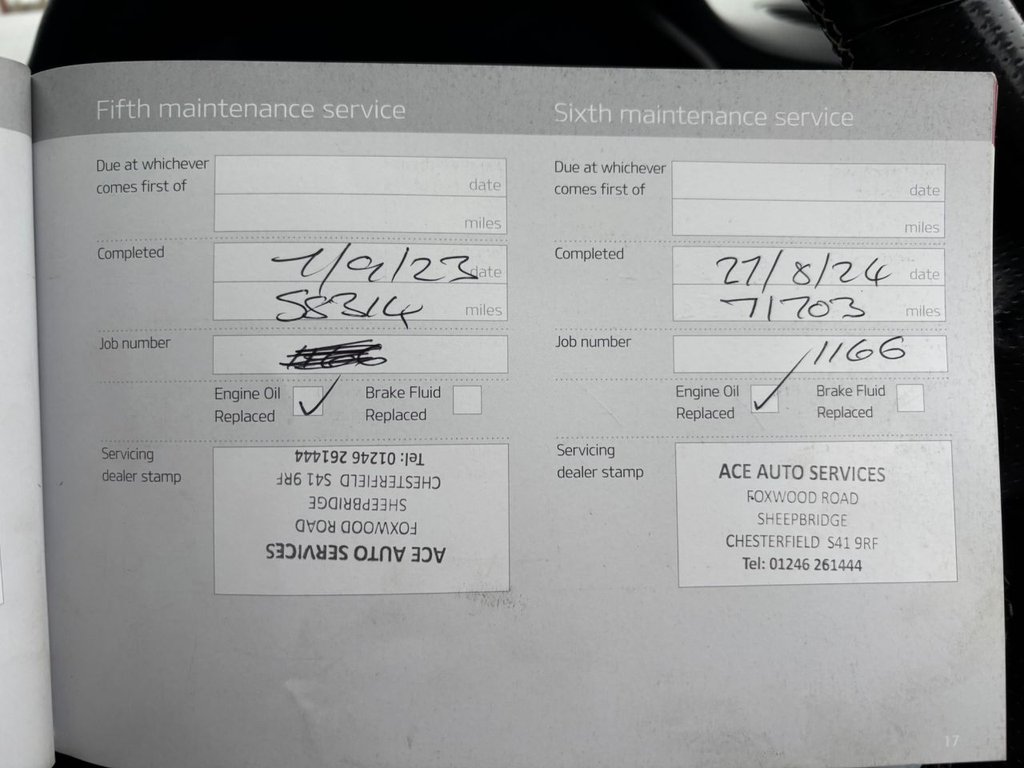 Fifth maintenance service
Due at whichever
comes first of
date
miles
Completed
7/9/23 date
58314 miles
Job number
Engine Oil
Replaced
Brake Fluid
Replaced
Servicing
dealer stamp
ACE AUTO SERVICES
FOXWOOD ROAD
SHEEPBRIDGE
CHESTERFIELD S41 9RF
Tel: 01246 261444
Sixth maintenance service
Due at whichever
comes first of
date
miles
Completed
27/8/24 date
71703 miles
Job number
1166
Engine Oil
Replaced
Brake Fluid
Replaced
Servicing
dealer stamp
ACE AUTO SERVICES
FOXWOOD ROAD
SHEEPBRIDGE
CHESTERFIELD S41 9RF
Tel: 01246 261444
17